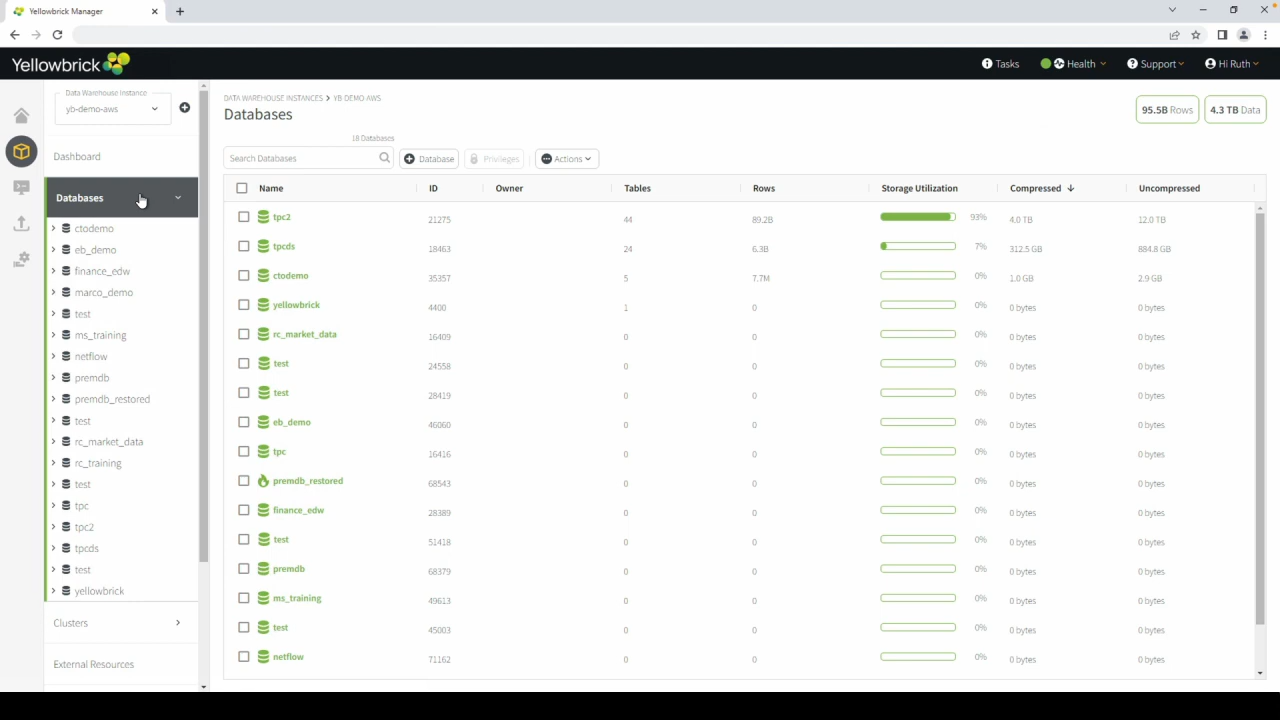 Yellowbrick Manager
Yellowbrick
Tasks
Health
Support
Hi Ruth
Data Warehouse Instance
yb-demo-aws
Dashboard
Databases
ctodemo
eb_demo
finance_edw
marco_demo
test
ms_training
netflow
premdb
premdb_restored
test
rc_market_data
rc_training
test
tpc
tpc2
tpcds
test
yellowbrick
Clusters
External Resources
DATA WAREHOUSE INSTANCES > YB-DEMO-AWS
Databases
95.5B Rows
4.3 TB Data
18 Databases
Search Databases
Database
Privileges
Actions
Name ID Owner Tables Rows Storage Utilization Compressed Uncompressed
tpc2 21275 44 89.2B 93% 4.0 TB 12.0 TB
tpcds 18463 24 6.3B 7% 312.5 GB 884.8 GB
ctodemo 35357 5 7.7M 0% 1.0 GB 2.9 GB
yellowbrick 4400 1 0 0% 0 bytes 0 bytes
rc_market_data 16409 0 0 0% 0 bytes 0 bytes
test 24558 0 0 0% 0 bytes 0 bytes
test 28419 0 0 0% 0 bytes 0 bytes
eb_demo 46060 0 0 0% 0 bytes 0 bytes
tpc 16416 0 0 0% 0 bytes 0 bytes
premdb_restored 68543 0 0 0% 0 bytes 0 bytes
finance_edw 28389 0 0 0% 0 bytes 0 bytes
test 51418 0 0 0% 0 bytes 0 bytes
premdb 68379 0 0 0% 0 bytes 0 bytes
ms_training 49613 0 0 0% 0 bytes 0 bytes
test 45003 0 0 0% 0 bytes 0 bytes
netflow 71162 0 0 0% 0 bytes 0 bytes